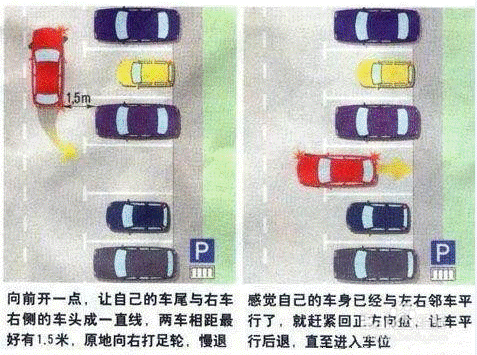 1,5m
P
向前开一点，让自己的车尾与右车
右侧的车头成一直线，两车相距最
好有1.5米，原地向右打足轮，慢退
P
感觉自己的车身已经与左右邻车平
行了，就赶紧回正方向盘，让车平
行后退，直至进入车位